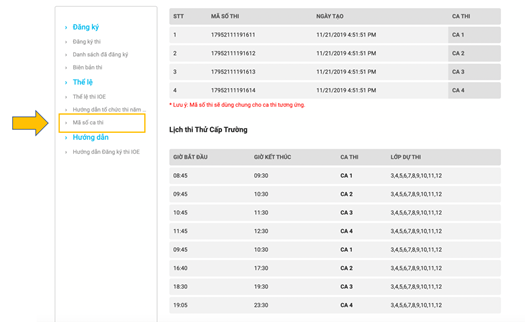 Đăng ký
Đăng ký thi
Danh sách đã đăng ký
Biên bản thi
Thể lệ
Thể lệ thi IOE
Hướng dẫn tổ chức thi năm ...
Mã số ca thi
Hướng dẫn
Hướng dẫn Đăng ký thi IOE
STT MÃ SỐ THI NGÀY TẠO CA THI
1 17952111191611 11/21/2019 4:51:51 PM CA 1
2 17952111191612 11/21/2019 4:51:51 PM CA 2
3 17952111191613 11/21/2019 4:51:51 PM CA 3
4 17952111191614 11/21/2019 4:51:51 PM CA 4
* Lưu ý: Mã số thi sẽ dùng chung cho ca thi tương ứng.
Lịch thi Thử Cấp Trường
GIỜ BẮT ĐẦU GIỜ KẾT THÚC CA THI LỚP DỰ THI
08:45 09:30 CA 1 3,4,5,6,7,8,9,10,11,12
09:45 10:30 CA 2 3,4,5,6,7,8,9,10,11,12
10:45 11:30 CA 3 3,4,5,6,7,8,9,10,11,12
11:45 12:30 CA 4 3,4,5,6,7,8,9,10,11,12
09:45 10:30 CA 1 3,4,5,6,7,8,9,10,11,12
16:40 17:30 CA 2 3,4,5,6,7,8,9,10,11,12
18:30 19:30 CA 3 3,4,5,6,7,8,9,10,11,12
19:05 23:30 CA 4 3,4,5,6,7,8,9,10,11,12